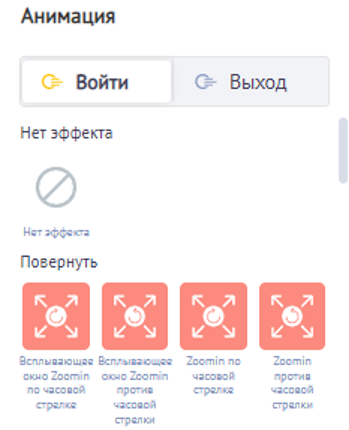 Анимация
Войти Выход
Нет эффекта
Нет эффекта
Повернуть
Всплывающее Всплывающее Zoomin по Zoomin
окно Zoomin окно Zoomin часовой против
по часовой против стрелке часовой
стрелке часовой стрелки
стрелки